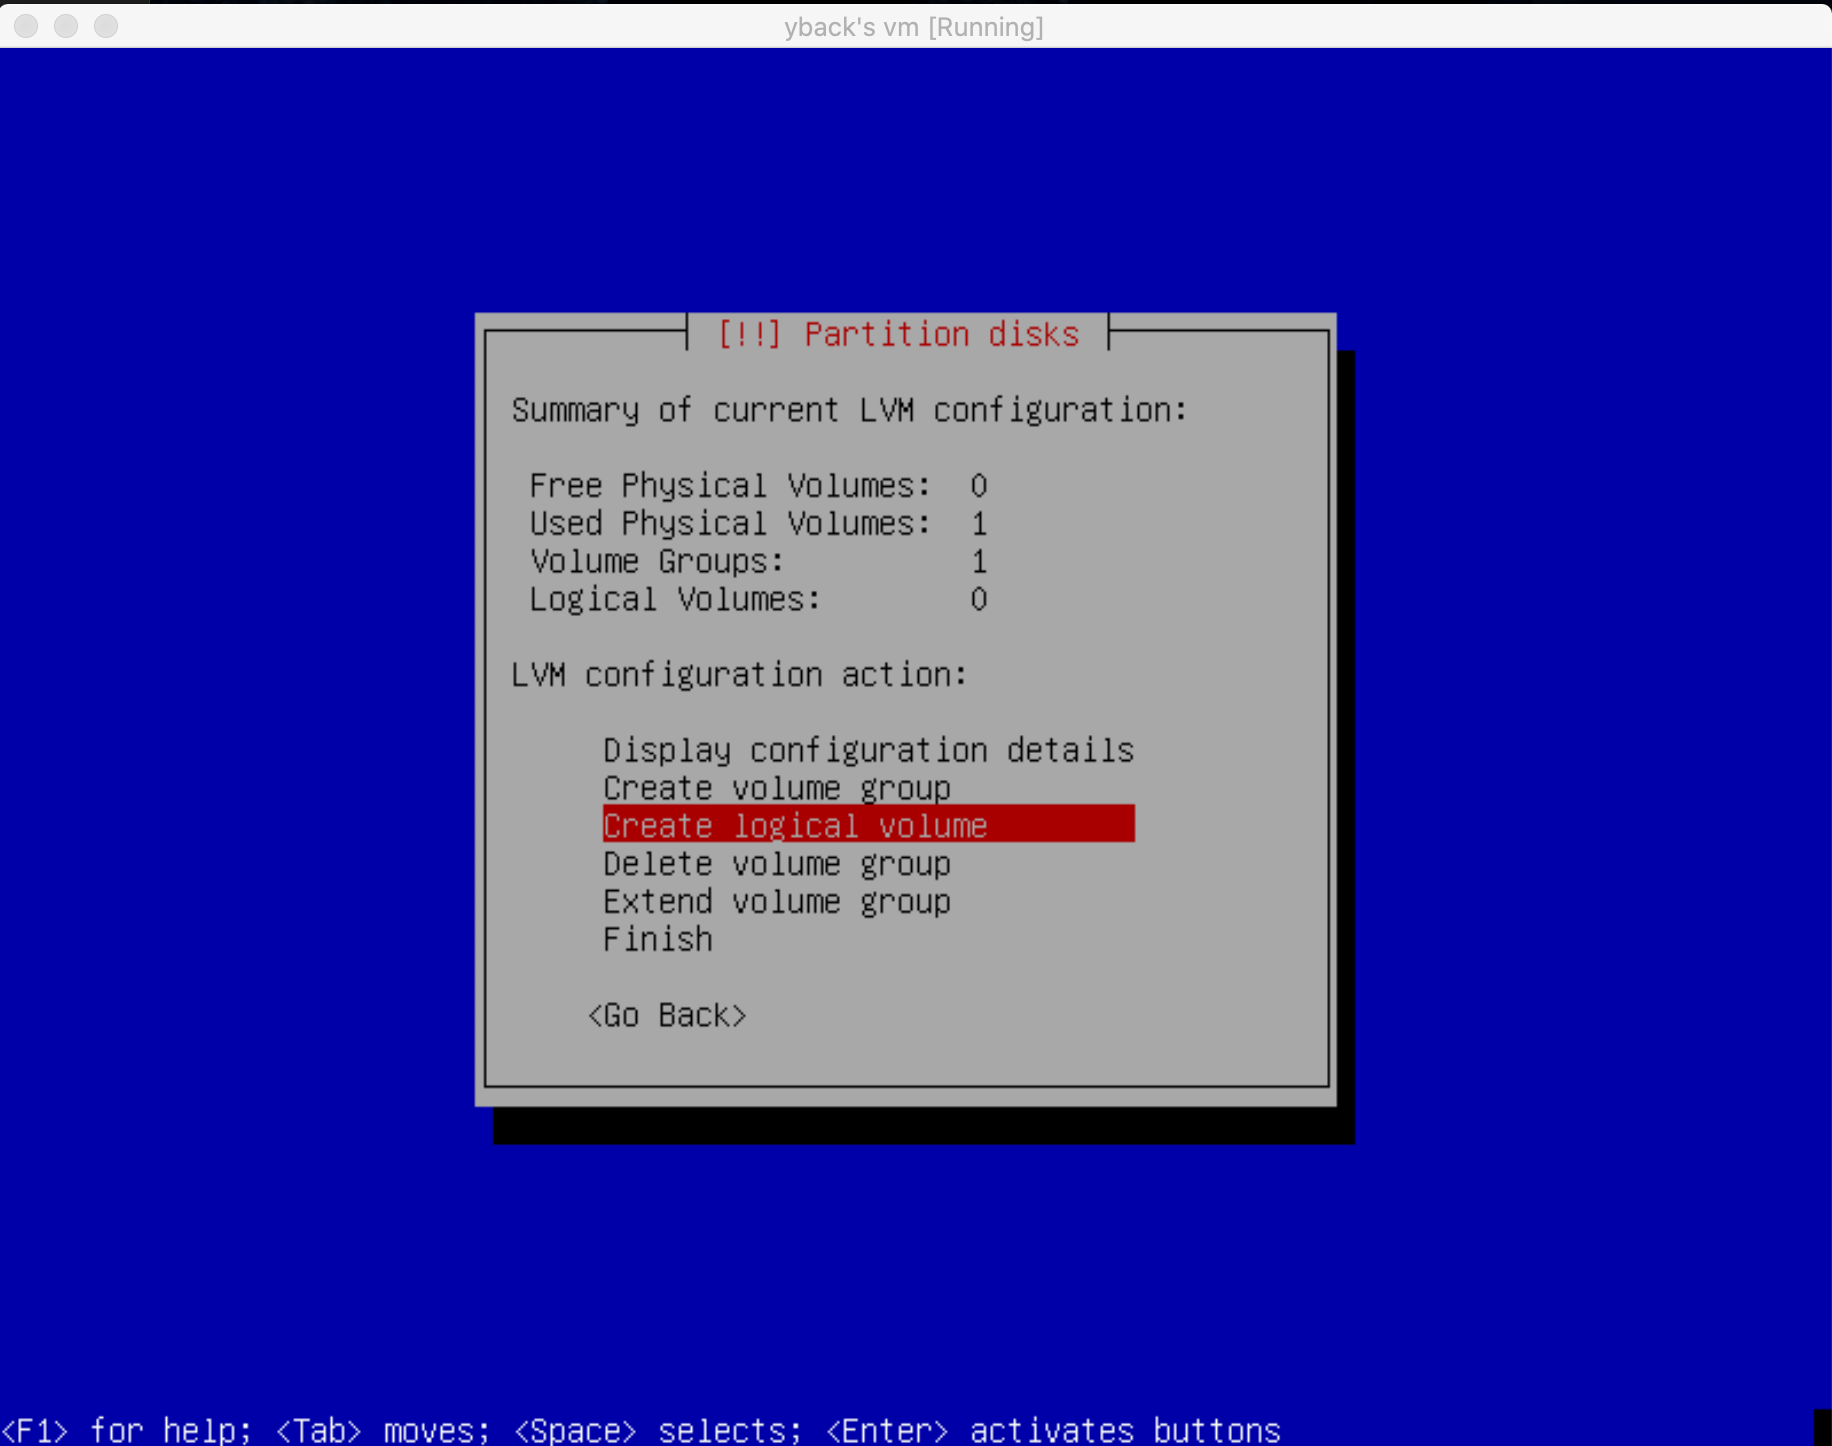 yback's vm [Running]
[!!] Partition disks
Summary of current LVM configuration:
Free Physical Volumes: 0
Used Physical Volumes: 1
Volume Groups: 1
Logical Volumes: 0
LVM configuration action:
Display configuration details
Create volume group
Create logical volume
Delete volume group
Extend volume group
Finish
<Go Back>
<F1> for help; <Tab> moves; <Space> selects; <Enter> activates buttons